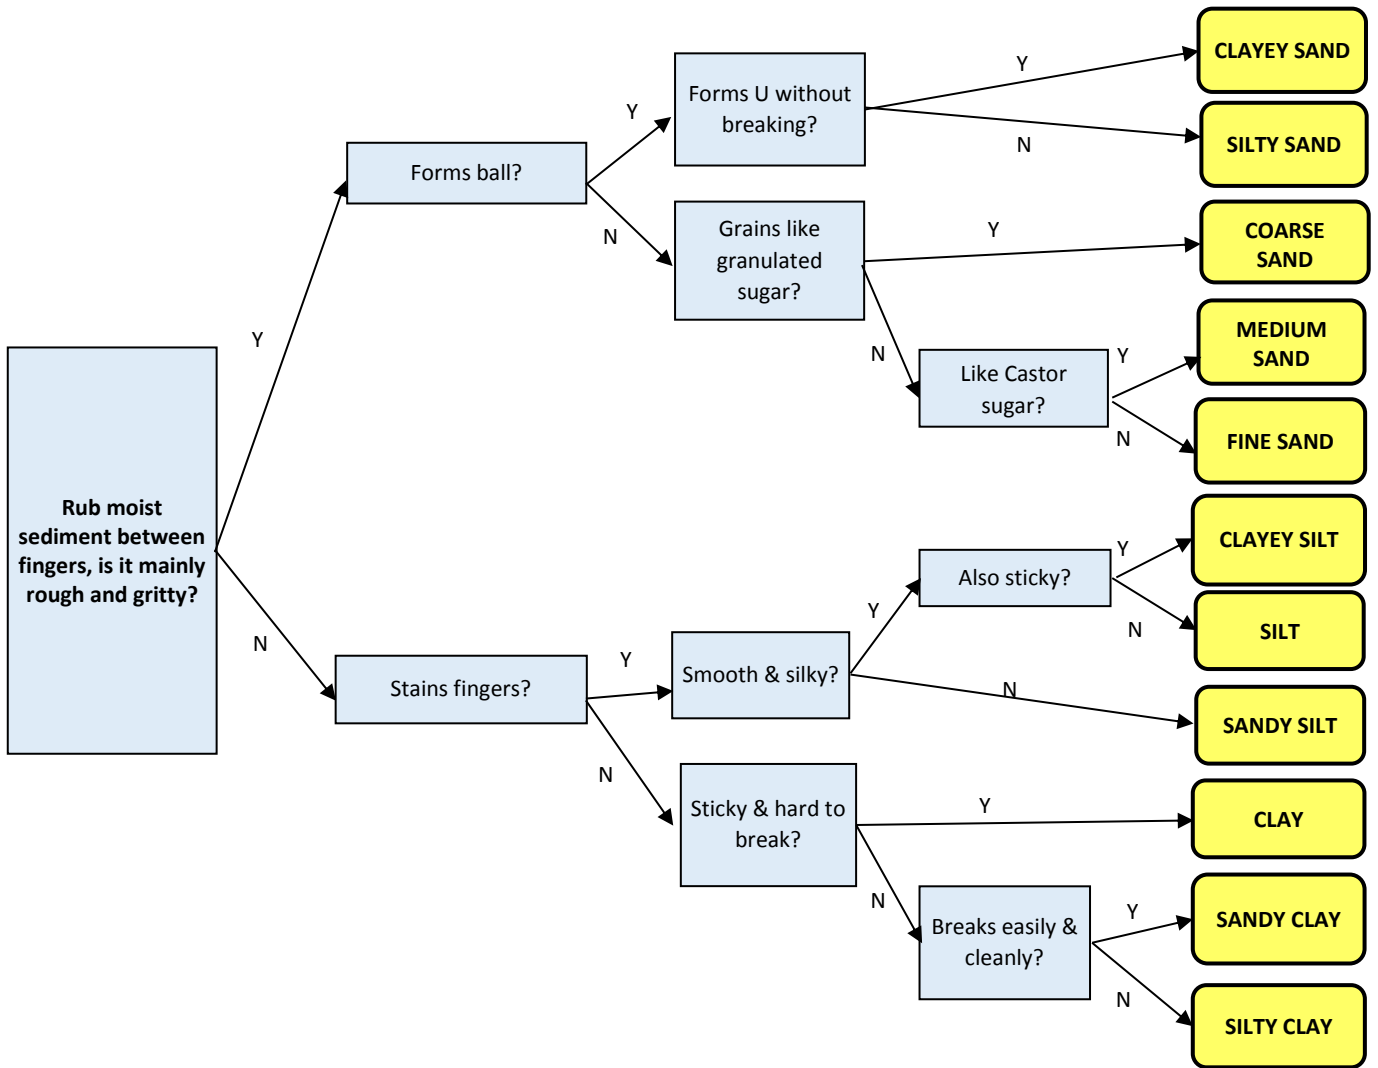 Rub moist
sediment between
fingers, is it mainly
rough and gritty?
Y
N
Forms ball?
Y
N
Forms U without
breaking?
Y
N
CLAYEY SAND
SILTY SAND
Grains like
granulated
sugar?
Y
N
COARSE
SAND
Like Castor
sugar?
Y
N
MEDIUM
SAND
FINE SAND
Stains fingers?
Y
N
Smooth & silky?
Y
N
Also sticky?
Y
N
CLAYEY SILT
SILT
SANDY SILT
Sticky & hard to
break?
Y
N
CLAY
Breaks easily &
cleanly?
Y
N
SANDY CLAY
SILTY CLAY